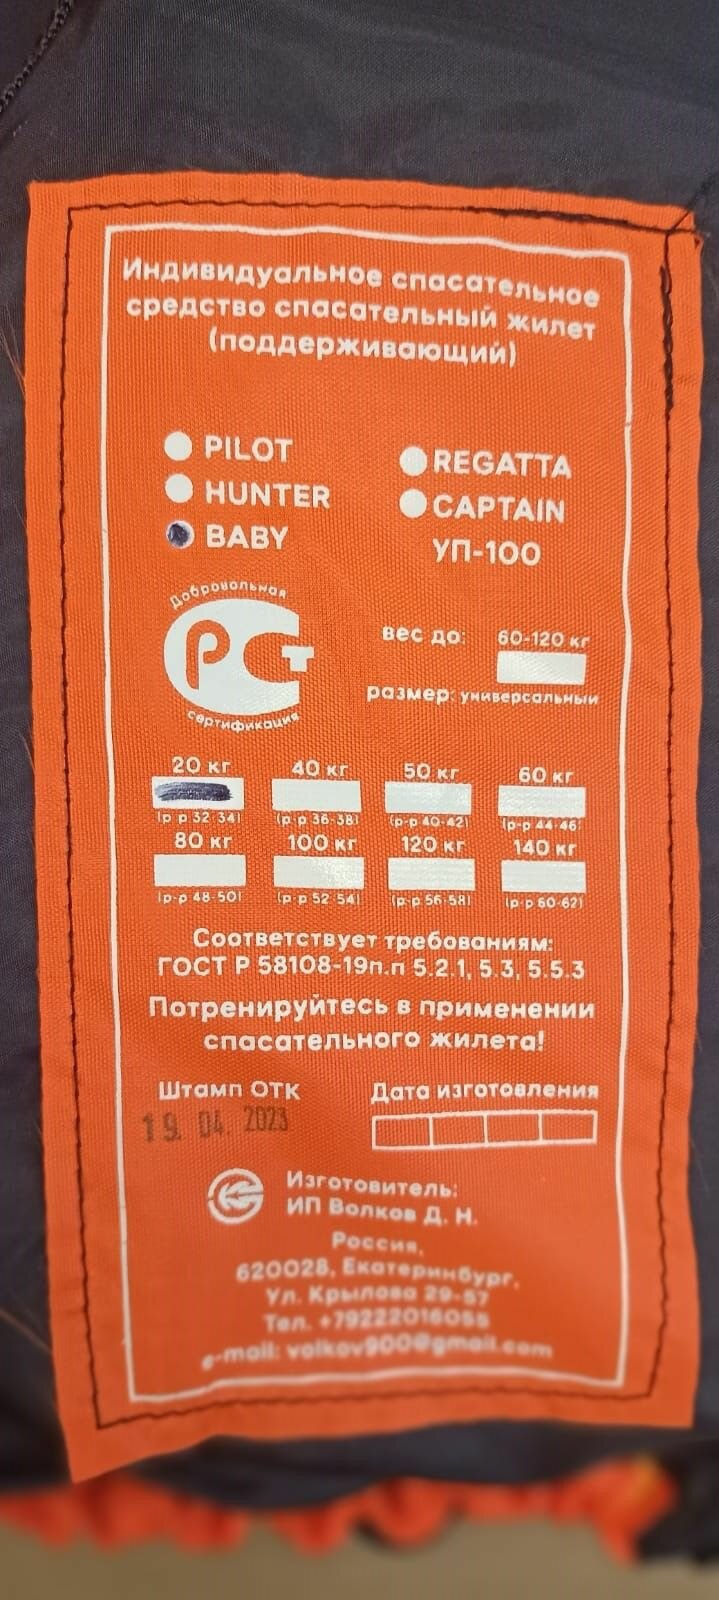 Индивидуальное спасательное
средство спасательный жилет
(поддерживающий)
PILOT
HUNTER
BABY
REGATTA
CAPTAIN
УП-100
Добровольная
РСТ
сертификация
вес до: 60-120 кг
размер: универсальный
20 кг 40 кг 50 кг 60 кг
(р-р 32-34) (р-р 36-38) (р-р 40-42) (р-р 44-46)
80 кг 100 кг 120 кг 140 кг
(р-р 48-50) (р-р 52-54) (р-р 56-58) (р-р 60-62)
Соответствует требованиям:
ГОСТ Р 58108-19п.п 5.2.1, 5.3, 5.5.3
Потренируйтесь в применении
спасательного жилета!
Штамп ОТК Дата изготовления
19. 04. 2023
Изготовитель:
ИП Волков Д. Н.
Россия,
620028, Екатеринбург,
Ул. Крылова 29-57
Тел. +79222016055
e-mail: volkov900@gmail.com